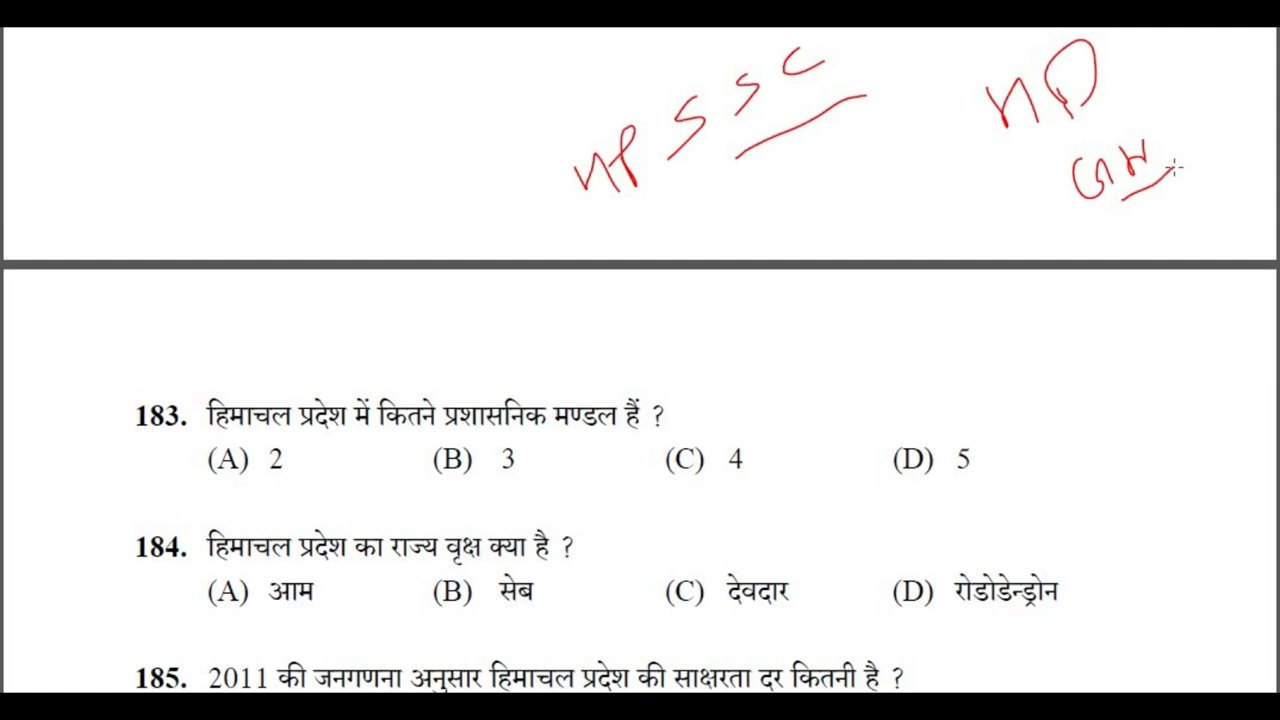 HPSSC
HP
GK
183. हिमाचल प्रदेश में कितने प्रशासनिक मण्डल हैं ?
(A) 2 (B) 3 (C) 4 (D) 5
184. हिमाचल प्रदेश का राज्य वृक्ष क्या है ?
(A) आम (B) सेब (C) देवदार (D) रोडोडेन्ड्रोन
185. 2011 की जनगणना अनुसार हिमाचल प्रदेश की साक्षरता दर कितनी है ?